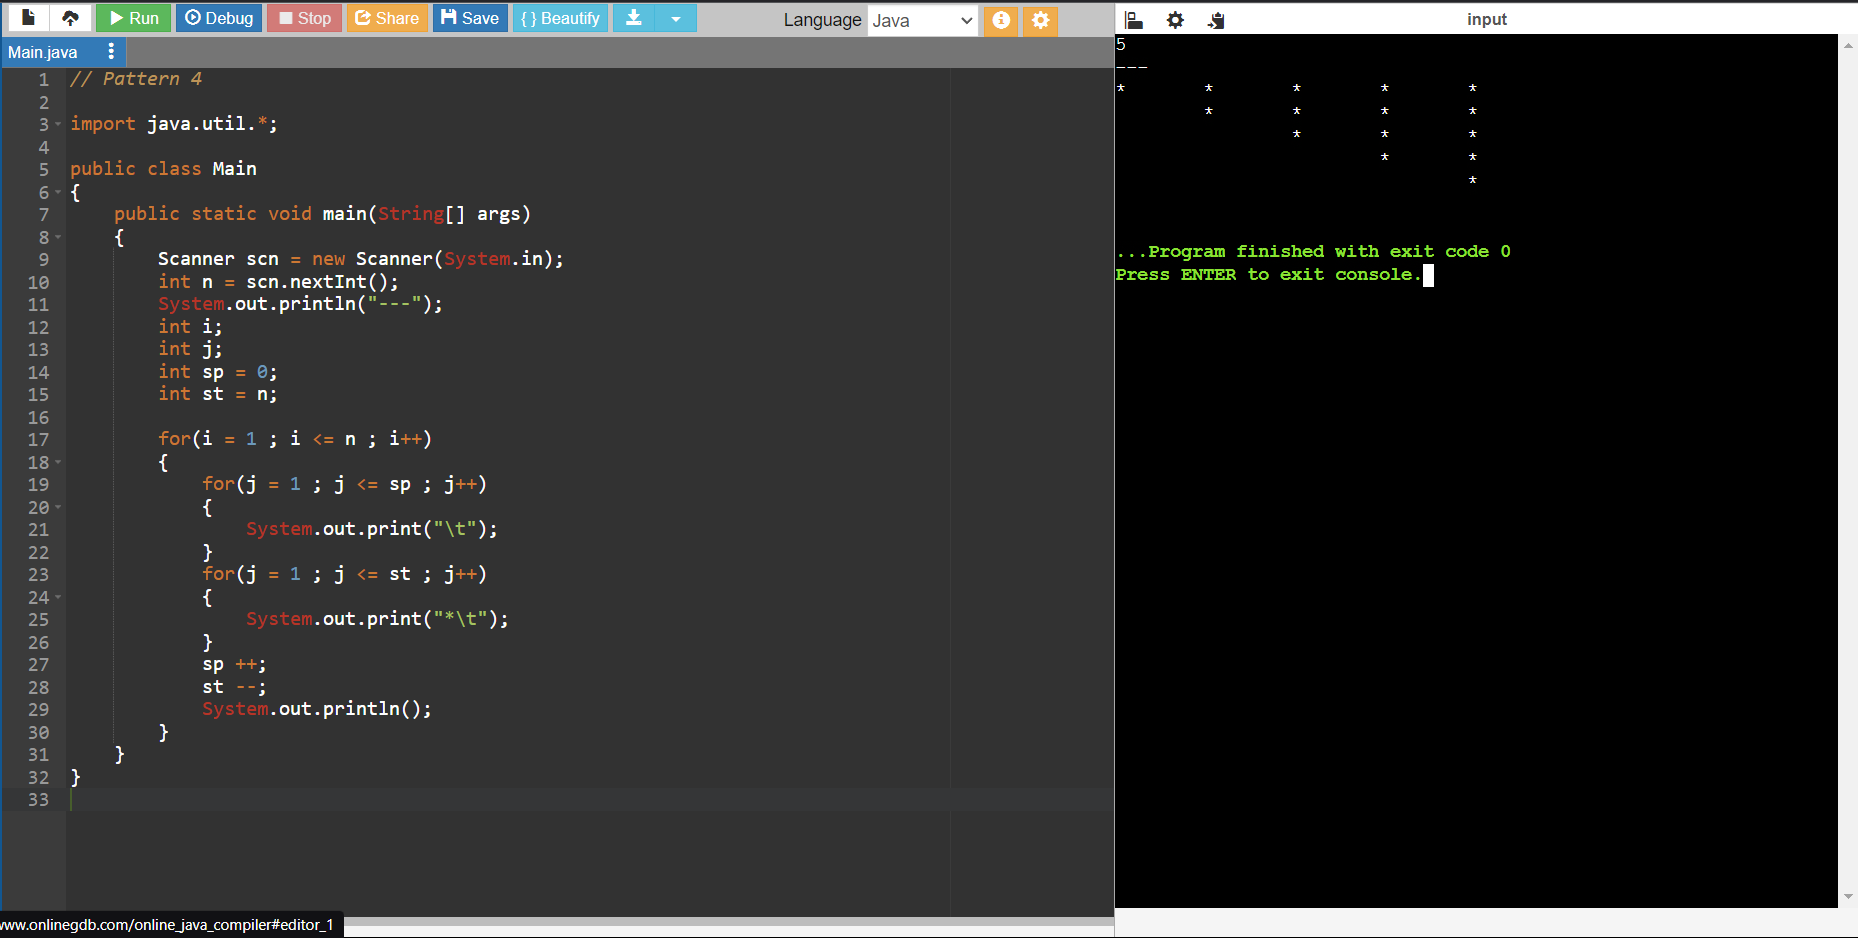 Run Debug Stop Share Save { } Beautify Language Java
input
Main.java
1 // Pattern 4
2
3 import java.util.*;
4
5 public class Main
6 {
7     public static void main(String[] args)
8     {
9         Scanner scn = new Scanner(System.in);
10         int n = scn.nextInt();
11         System.out.println("---");
12         int i;
13         int j;
14         int sp = 0;
15         int st = n;
16
17         for(i = 1 ; i <= n ; i++)
18         {
19             for(j = 1 ; j <= sp ; j++)
20             {
21                 System.out.print("\t");
22             }
23             for(j = 1 ; j <= st ; j++)
24             {
25                 System.out.print("*\t");
26             }
27             sp ++;
28             st --;
29             System.out.println();
30         }
31     }
32 }
33
www.onlinegdb.com/online_java_compiler#editor_1
5
---
*       *       *       *       *
        *       *       *       *
                *       *       *
                        *       *
                                *
...Program finished with exit code 0
Press ENTER to exit console.